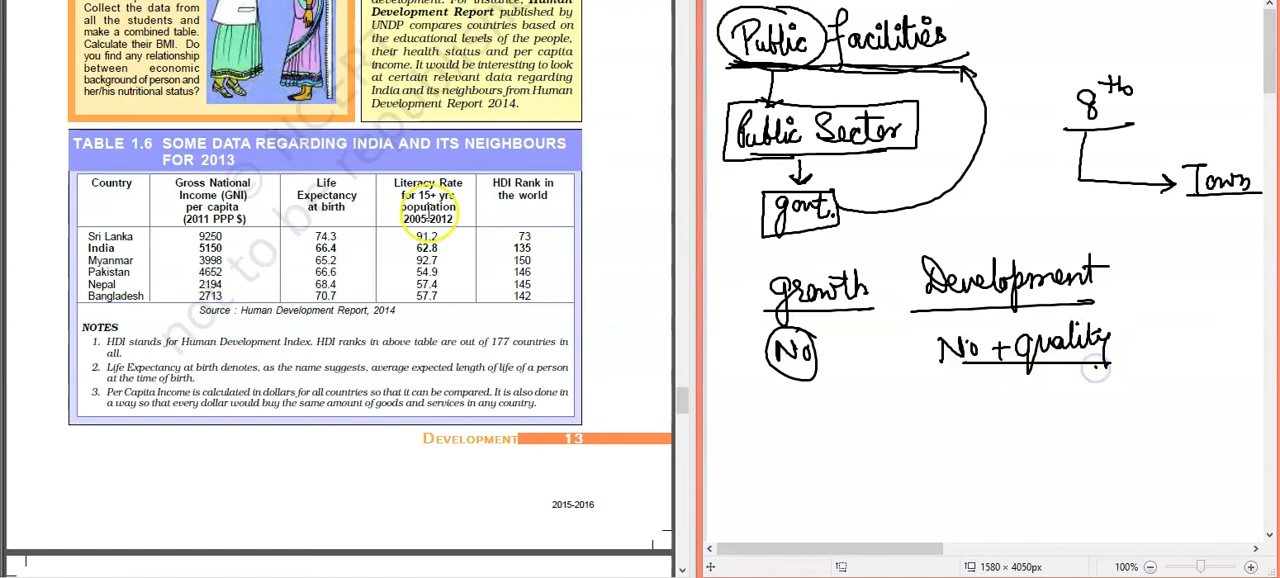 Collect the data from
all the students and
make a combined table.
Calculate their BMI. Do
you find any relationship
between economic
background of person and
her/his nutritional status?
development. For instance, Human
Development Report published by
UNDP compares countries based on
the educational levels of the people,
their health status and per capita
income. It would be interesting to look
at certain relevant data regarding
India and its neighbours from Human
Development Report 2014.
TABLE 1.6 SOME DATA REGARDING INDIA AND ITS NEIGHBOURS
FOR 2013
Country Gross National Income (GNI) per capita (2011 PPP $) Life Expectancy at birth Literacy Rate for 15+ yrs population 2005-2012 HDI Rank in the world
Sri Lanka 9250 74.3 91.2 73
India 5150 66.4 62.8 135
Myanmar 3998 65.2 92.7 150
Pakistan 4652 66.6 54.9 146
Nepal 2194 68.4 57.4 145
Bangladesh 2713 70.7 57.7 142
Source : Human Development Report, 2014
NOTES
1. HDI stands for Human Development Index. HDI ranks in above table are out of 177 countries in
all.
2. Life Expectancy at birth denotes, as the name suggests, average expected length of life of a person
at the time of birth.
3. Per Capita Income is calculated in dollars for all countries so that it can be compared. It is also done in
a way so that every dollar would buy the same amount of goods and services in any country.
DEVELOPMENT 13
2015-2016
not to be republished
Public facilities
Public Sector
govt.
8th
Town
growth Development
No No + quality
1580 × 4050px
100%